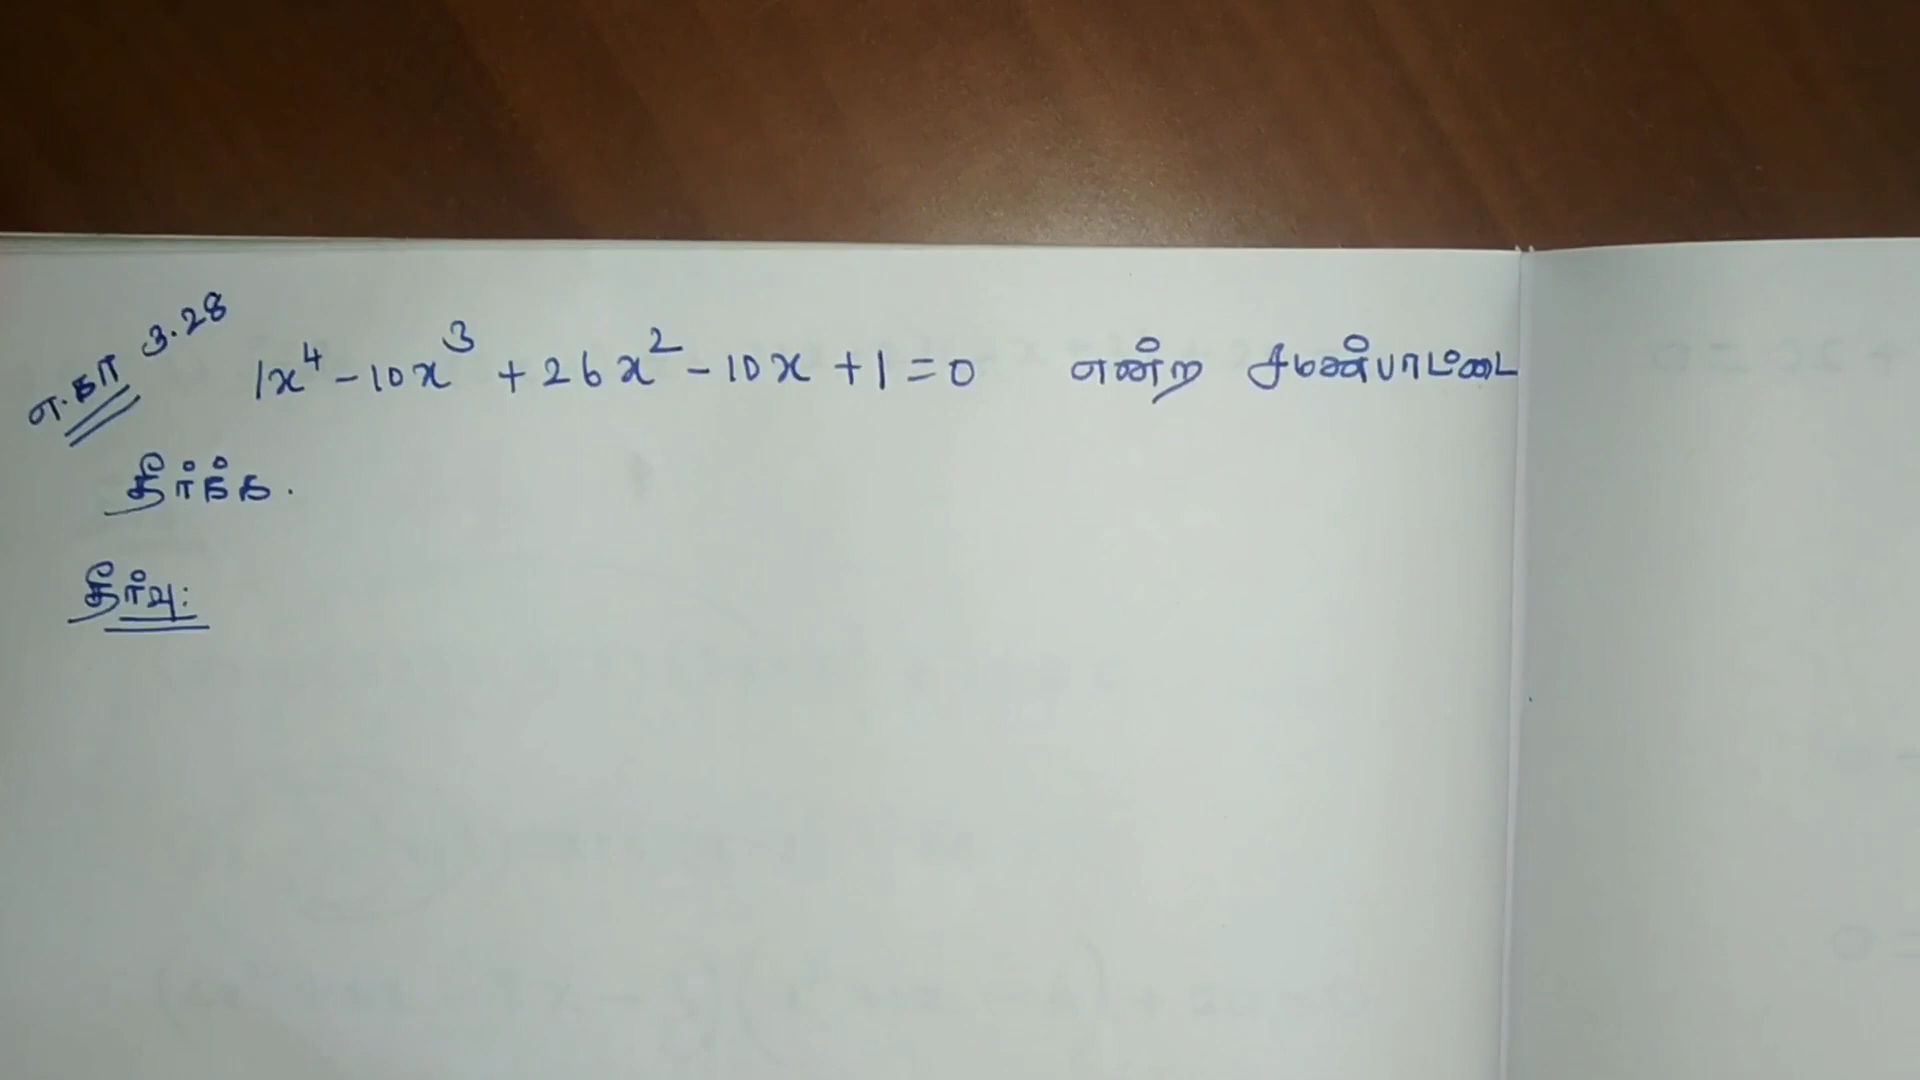 எ.கா 3.28
1x⁴ - 10x³ + 26x² - 10x + 1 = 0 என்ற சமன்பாட்டை
தீர்க்க.
தீர்வு: